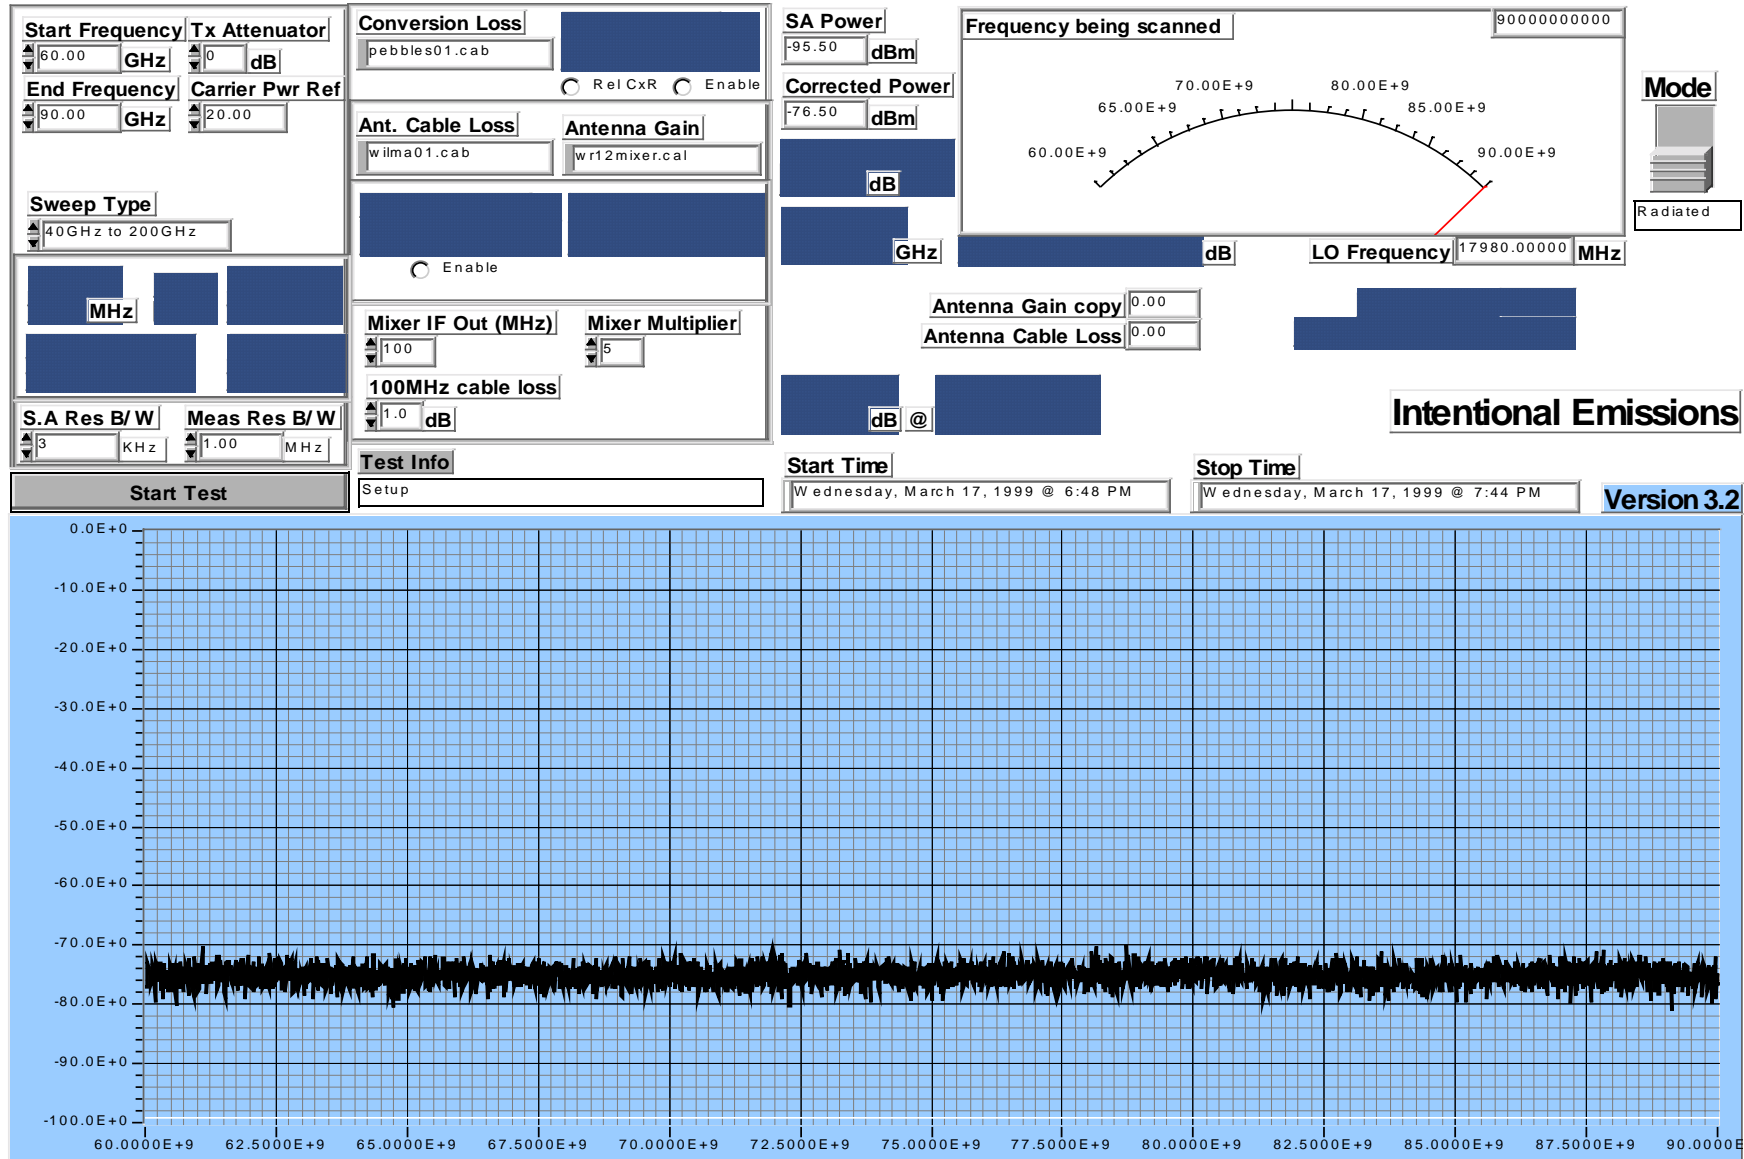 Start Frequency
60.00
GHz
Tx Attenuator
0
dB
End Frequency
90.00
GHz
Carrier Pwr Ref
20.00
Sweep Type
40GHz to 200GHz
MHz
S.A Res B/W
3
KHz
Meas Res B/W
1.00
MHz
Start Test
Conversion Loss
pebbles01.cab
Rel CxR
Enable
Ant. Cable Loss
wilma01.cab
Antenna Gain
wr12mixer.cal
Enable
Mixer IF Out (MHz)
100
Mixer Multiplier
5
100MHz cable loss
1.0
dB
Test Info
Setup
SA Power
-95.50
dBm
Corrected Power
-76.50
dBm
dB
GHz
dB
Frequency being scanned
90000000000
60.00E+9
65.00E+9
70.00E+9
80.00E+9
85.00E+9
90.00E+9
Mode
Radiated
LO Frequency
17980.00000
MHz
Antenna Gain copy
0.00
Antenna Cable Loss
0.00
dB
@
Intentional Emissions
Start Time
Wednesday, March 17, 1999 @ 6:48 PM
Stop Time
Wednesday, March 17, 1999 @ 7:44 PM
Version 3.2
0.0E+0
-10.0E+0
-20.0E+0
-30.0E+0
-40.0E+0
-50.0E+0
-60.0E+0
-70.0E+0
-80.0E+0
-90.0E+0
-100.0E+0
60.0000E+9 62.5000E+9 65.0000E+9 67.5000E+9 70.0000E+9 72.5000E+9 75.0000E+9 77.5000E+9 80.0000E+9 82.5000E+9 85.0000E+9 87.5000E+9 90.0000E